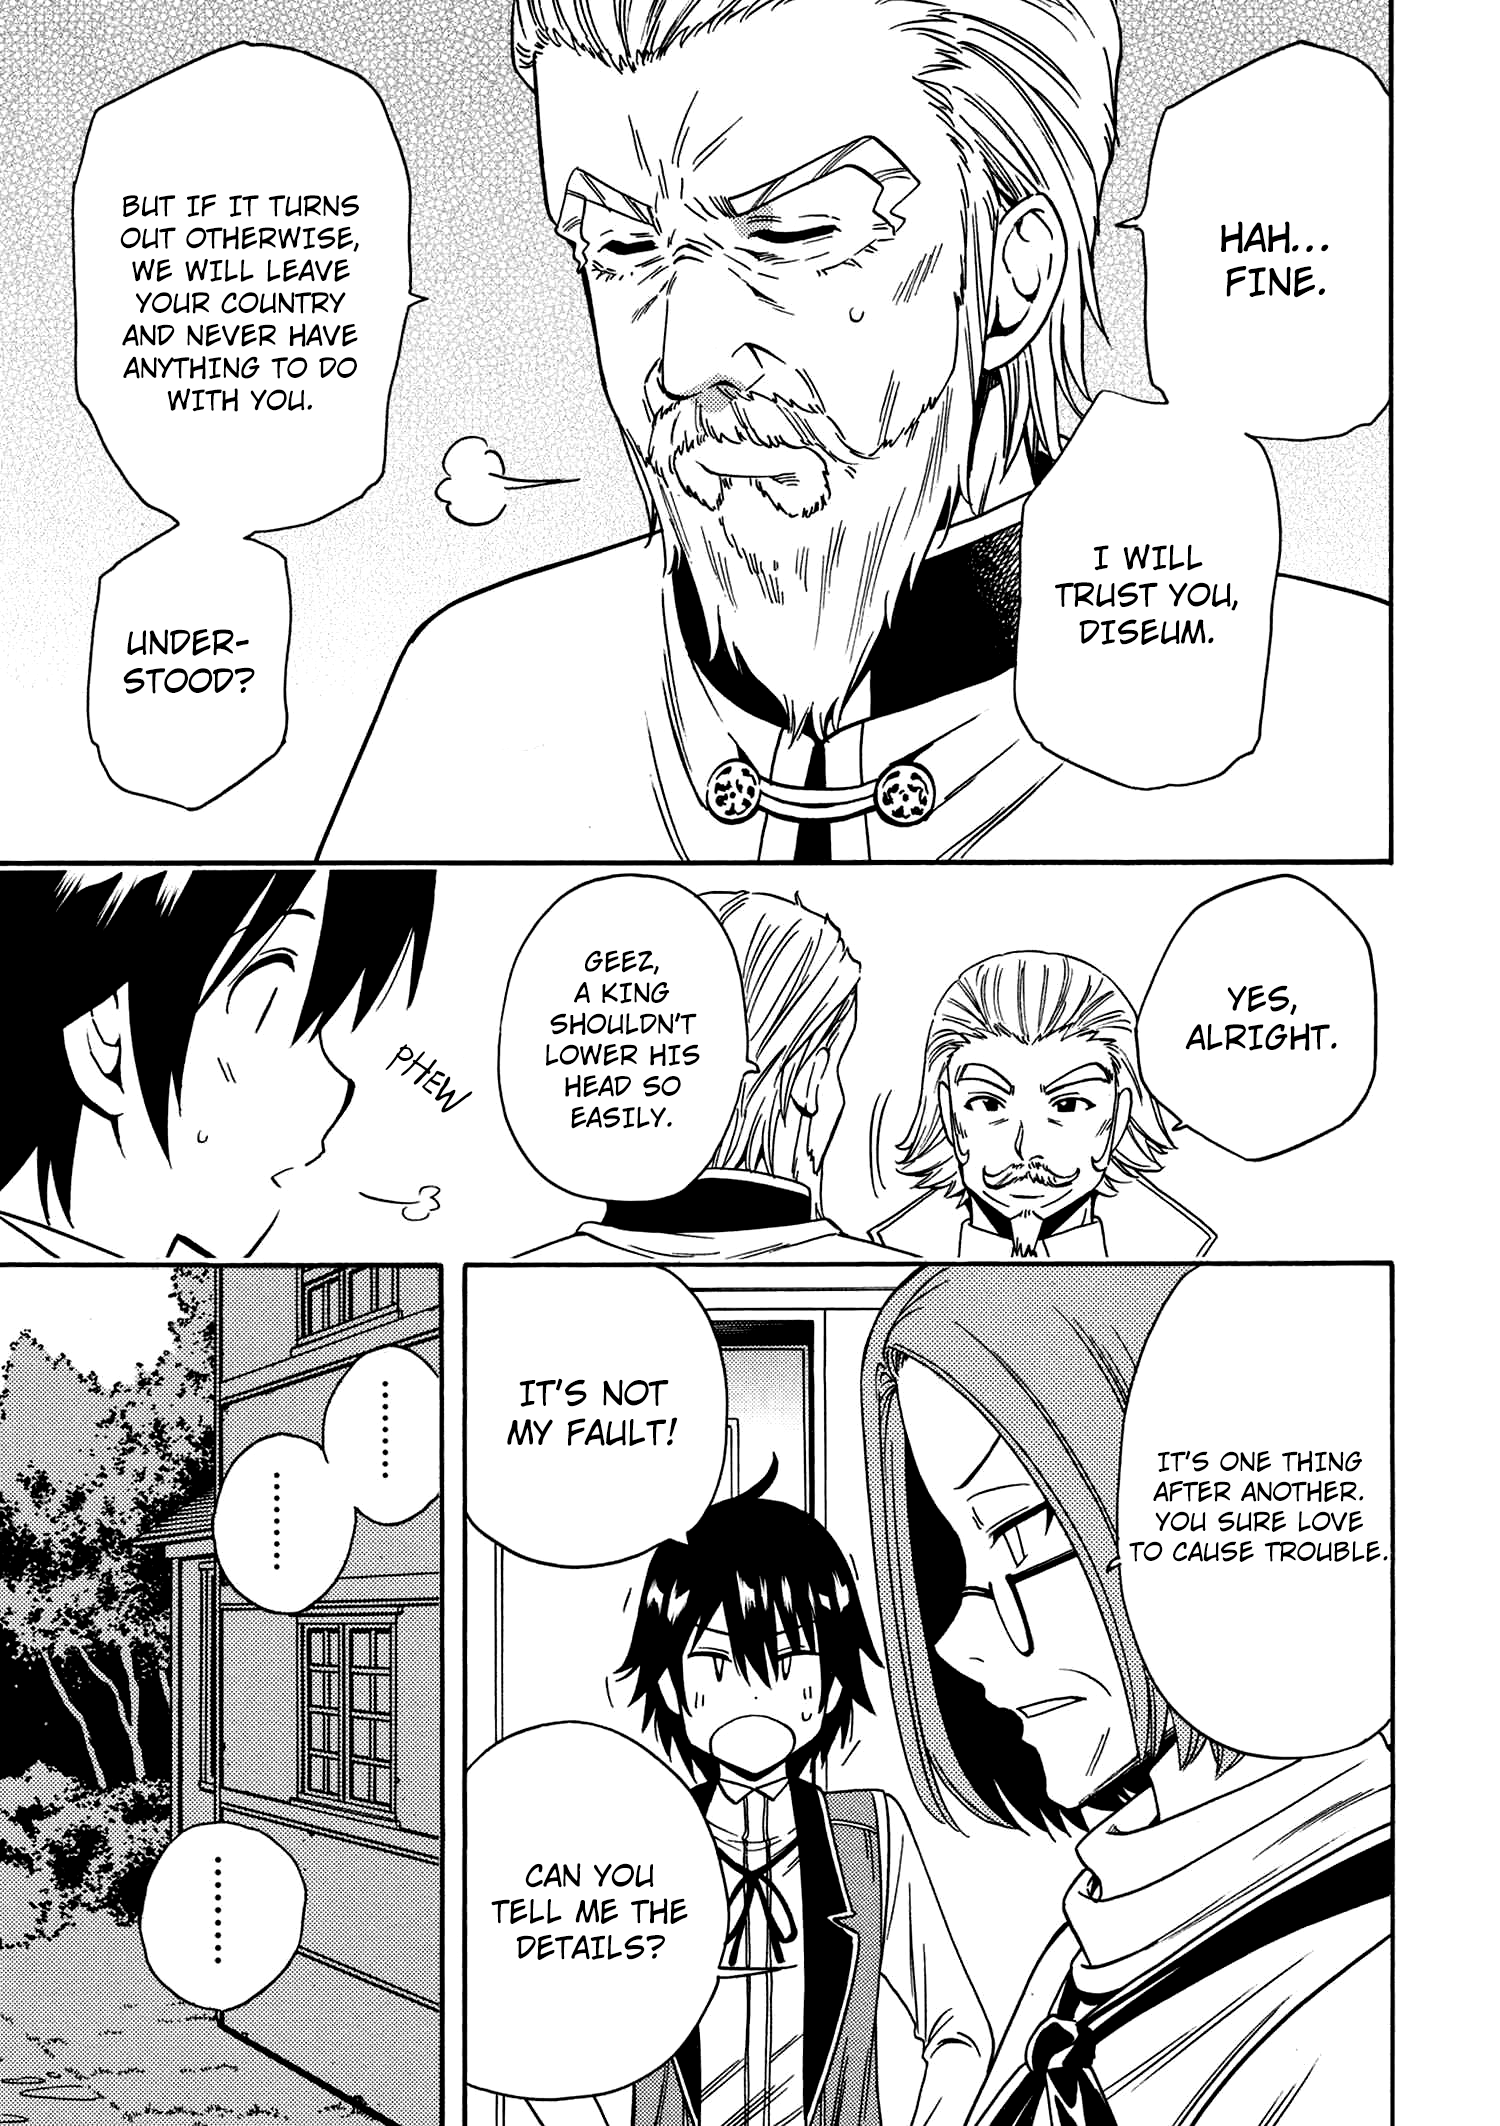 HAH...
FINE.
I WILL
TRUST YOU,
DISEUM.
BUT IF IT TURNS
OUT OTHERWISE,
WE WILL LEAVE
YOUR COUNTRY
AND NEVER HAVE
ANYTHING TO DO
WITH YOU.
UNDER-
STOOD?
YES,
ALRIGHT.
GEEZ,
A KING
SHOULDN'T
LOWER HIS
HEAD SO
EASILY.
PHEW
IT'S ONE THING
AFTER ANOTHER.
YOU SURE LOVE
TO CAUSE TROUBLE.
IT'S NOT
MY FAULT!
CAN YOU
TELL ME THE
DETAILS?
.........
.........
.........